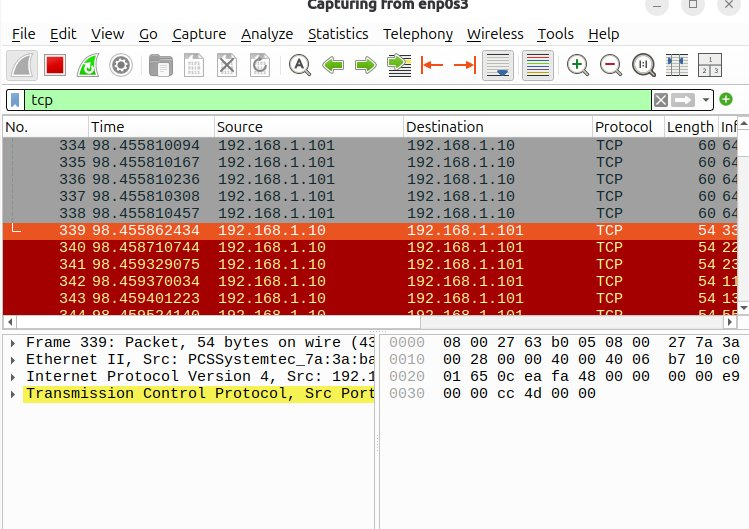 Capturing from enp0s3
File Edit View Go Capture Analyze Statistics Telephony Wireless Tools Help
tcp
No. Time Source Destination Protocol Length Inf
334 98.455810094 192.168.1.101 192.168.1.10 TCP 60 64
335 98.455810167 192.168.1.101 192.168.1.10 TCP 60 64
336 98.455810236 192.168.1.101 192.168.1.10 TCP 60 64
337 98.455810308 192.168.1.101 192.168.1.10 TCP 60 64
338 98.455810457 192.168.1.101 192.168.1.10 TCP 60 64
339 98.455862434 192.168.1.10 192.168.1.101 TCP 54 33
340 98.458710744 192.168.1.10 192.168.1.101 TCP 54 22
341 98.459329075 192.168.1.10 192.168.1.101 TCP 54 23
342 98.459370034 192.168.1.10 192.168.1.101 TCP 54 11
343 98.459401223 192.168.1.10 192.168.1.101 TCP 54 13
Frame 339: Packet, 54 bytes on wire (43
Ethernet II, Src: PCSSystemtec_7a:3a:ba
Internet Protocol Version 4, Src: 192.1
Transmission Control Protocol, Src Port
0000 08 00 27 63 b0 05 08 00 27 7a 3a
0010 00 28 00 00 40 00 40 06 b7 10 c0
0020 01 65 0c ea fa 48 00 00 00 00 e9
0030 00 00 cc 4d 00 00